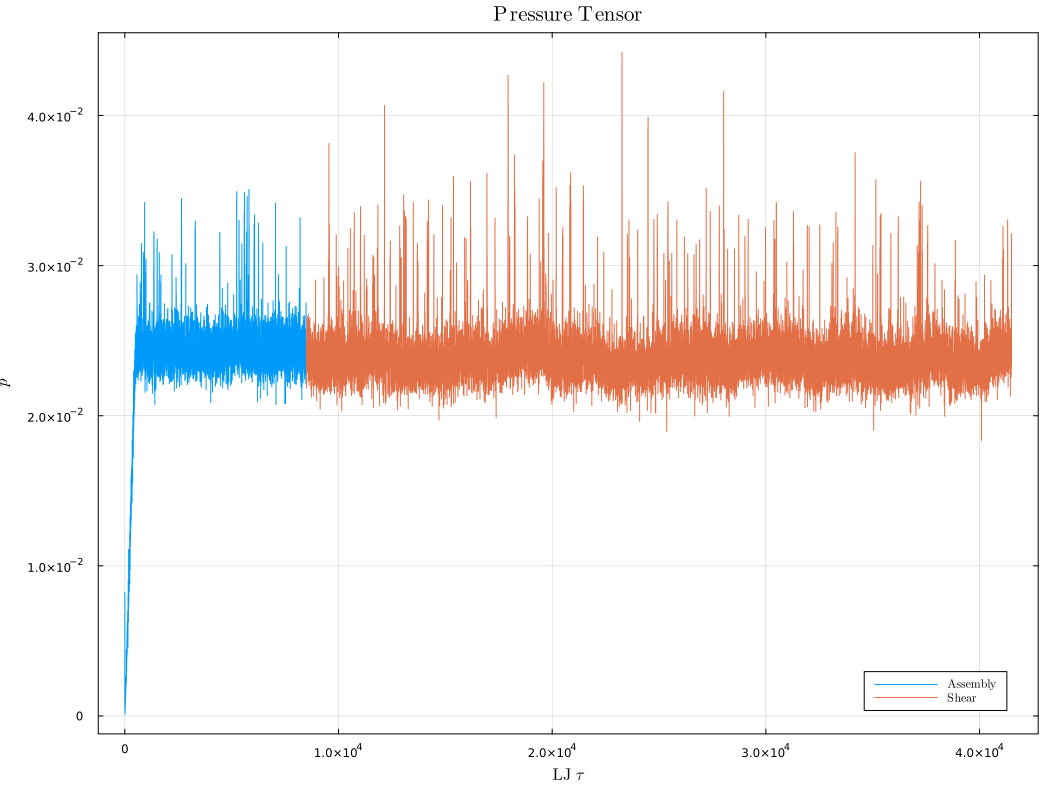 Pressure Tensor
4.0×10⁻²
3.0×10⁻²
p
2.0×10⁻²
1.0×10⁻²
Assembly
Shear
0
0 1.0×10⁴ 2.0×10⁴ 3.0×10⁴ 4.0×10⁴
LJ τ